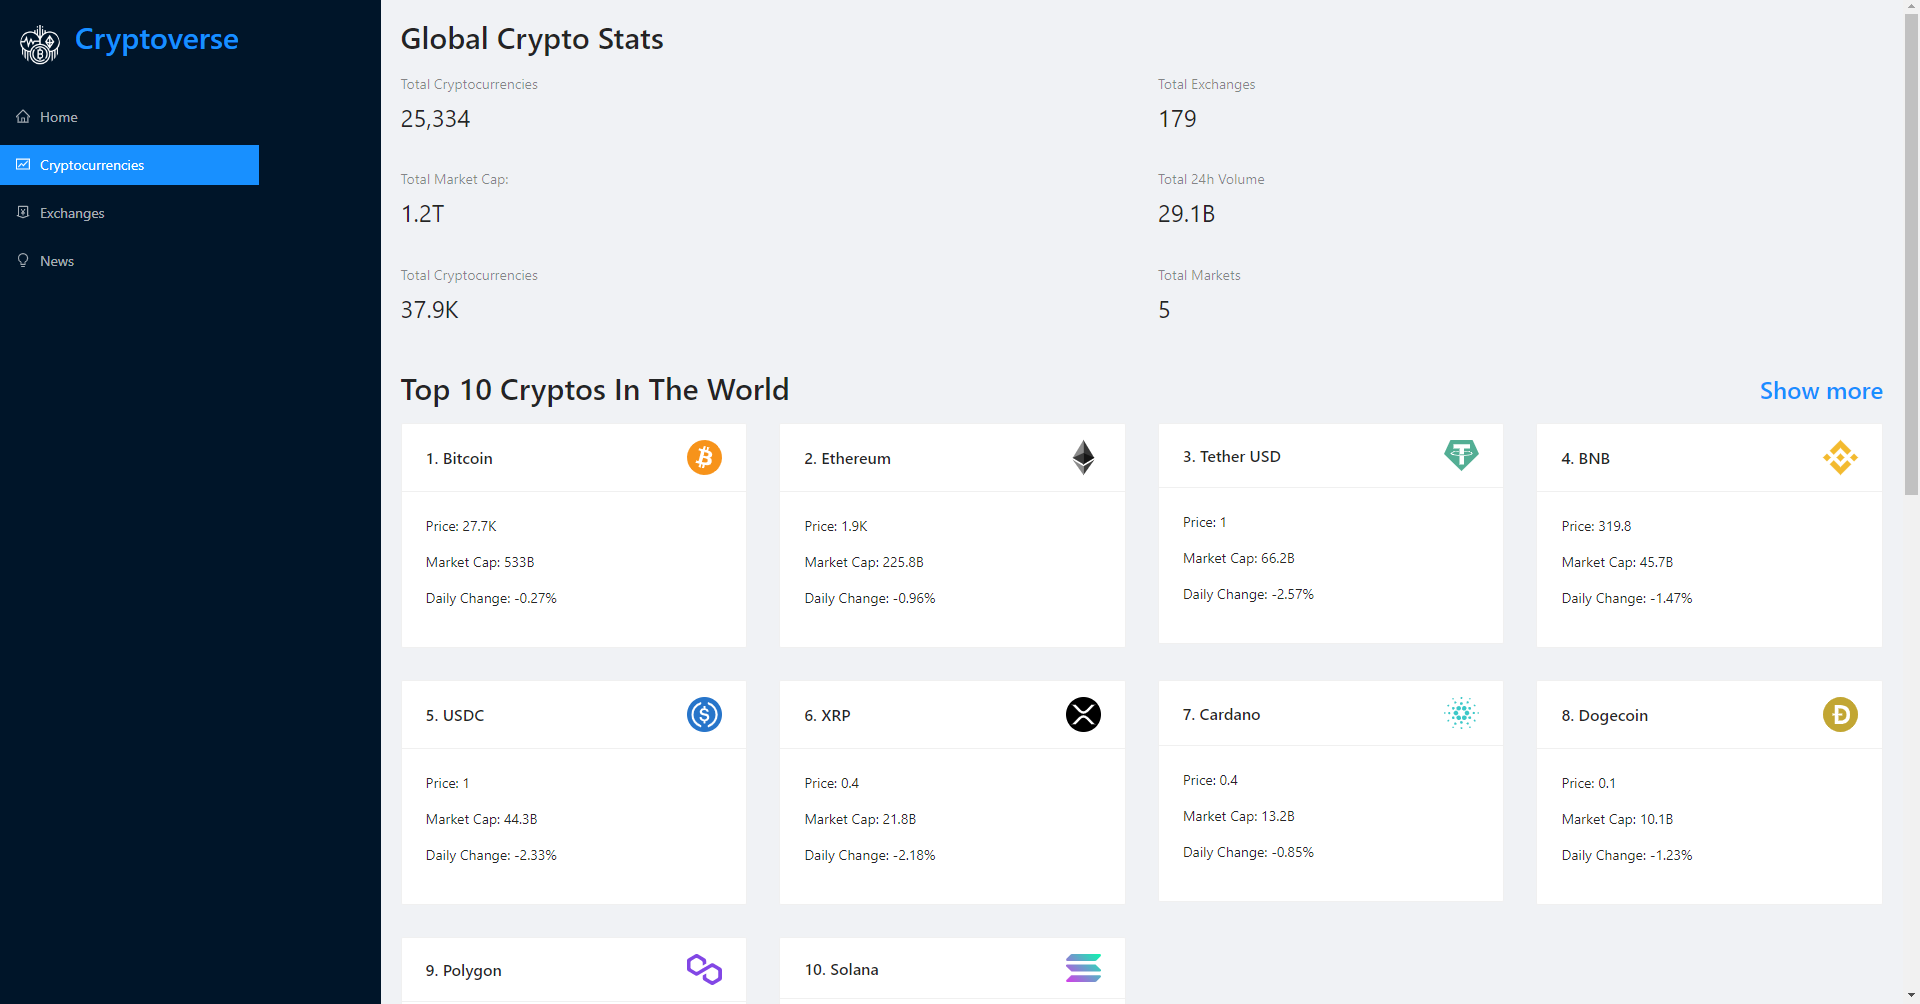 Cryptoverse
Home
Cryptocurrencies
Exchanges
News
Global Crypto Stats
Total Cryptocurrencies
25,334
Total Exchanges
179
Total Market Cap:
1.2T
Total 24h Volume
29.1B
Total Cryptocurrencies
37.9K
Total Markets
5
Top 10 Cryptos In The World
Show more
1. Bitcoin
Price: 27.7K
Market Cap: 533B
Daily Change: -0.27%
2. Ethereum
Price: 1.9K
Market Cap: 225.8B
Daily Change: -0.96%
3. Tether USD
Price: 1
Market Cap: 66.2B
Daily Change: -2.57%
4. BNB
Price: 319.8
Market Cap: 45.7B
Daily Change: -1.47%
5. USDC
Price: 1
Market Cap: 44.3B
Daily Change: -2.33%
6. XRP
Price: 0.4
Market Cap: 21.8B
Daily Change: -2.18%
7. Cardano
Price: 0.4
Market Cap: 13.2B
Daily Change: -0.85%
8. Dogecoin
Price: 0.1
Market Cap: 10.1B
Daily Change: -1.23%
9. Polygon
10. Solana